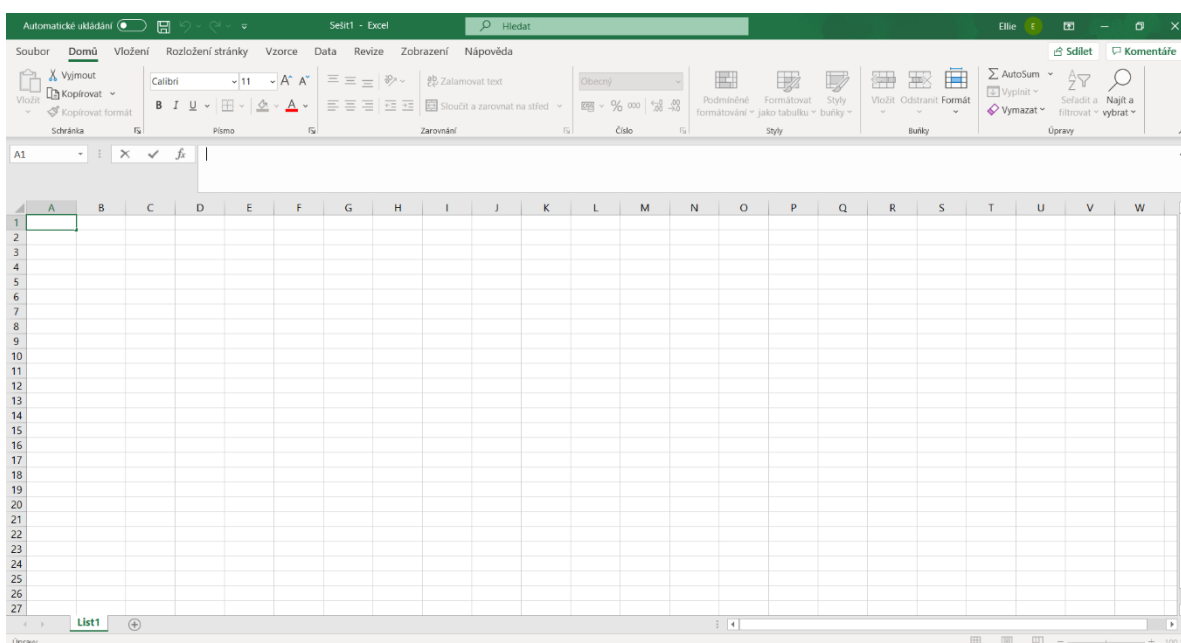 Automatické ukládání Sešit1 - Excel Hledat Ellie E
Soubor Domů Vložení Rozložení stránky Vzorce Data Revize Zobrazení Nápověda Sdílet Komentáře
Vložit
Vyjmout
Kopírovat
Kopírovat formát
Schránka
Calibri 11 A A
B I U A
Písmo
Zalamovat text
Sloučit a zarovnat na střed
Zarovnání
Obecný
% 000
Číslo
Podmíněné
formátování
Formátovat
jako tabulku
Styly
buňky
Styly
Vložit Odstranit Formát
Buňky
AutoSum
Vyplnit
Vymazat
Seřadit a
filtrovat
Najít a
vybrat
Úpravy
A1 fx
A B C D E F G H I J K L M N O P Q R S T U V W
1
2
3
4
5
6
7
8
9
10
11
12
13
14
15
16
17
18
19
20
21
22
23
24
25
26
27
List1
Úpravy